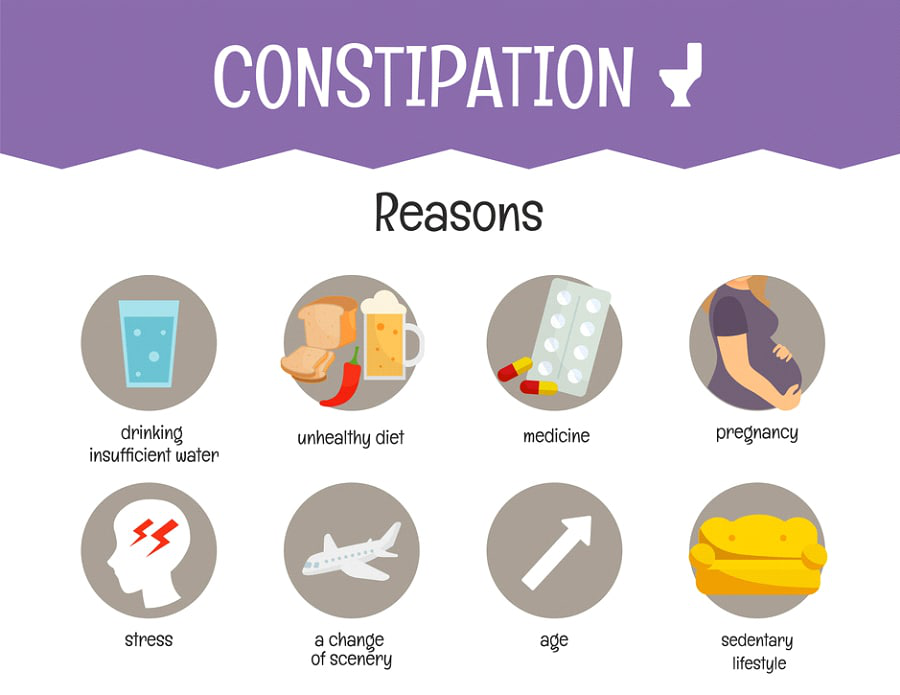 CONSTIPATION
Reasons
drinking
insufficient water
unhealthy diet
medicine
pregnancy
stress
a change
of scenery
age
sedentary
lifestyle